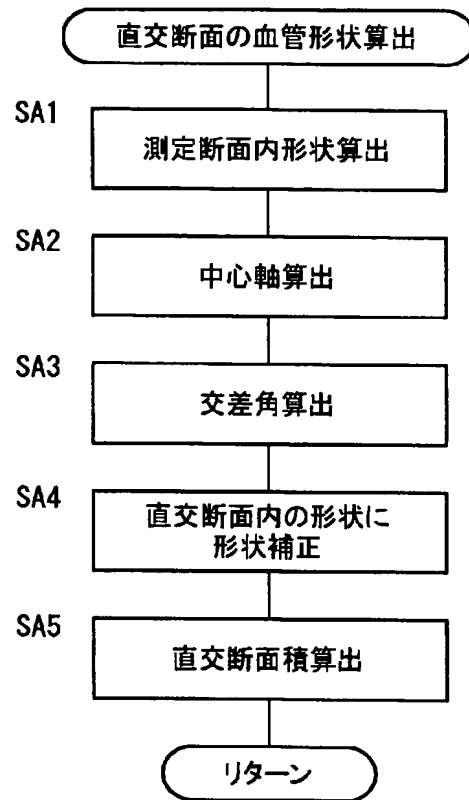 直交断面の血管形状算出
SA1
測定断面内形状算出
SA2
中心軸算出
SA3
交差角算出
SA4
直交断面内の形状に
形状補正
SA5
直交断面積算出
リターン